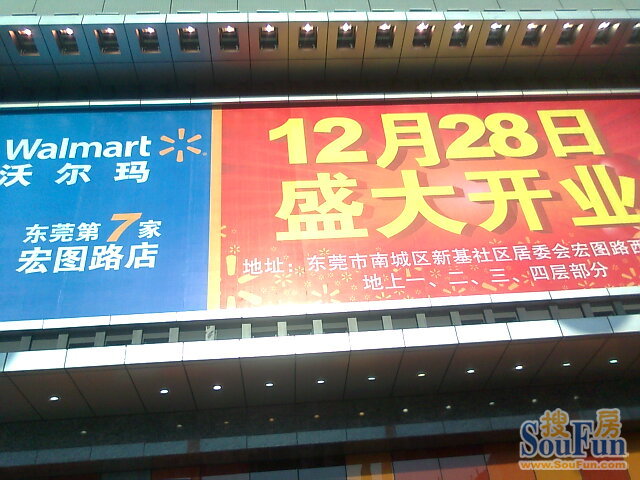 Walmart
沃尔玛
东莞第7家
宏图路店
12月28日
盛大开业
地址：东莞市南城区新基社区居委会宏图路西
地上一、二、三、四层部分
搜房
SouFun
www.SouFun.com